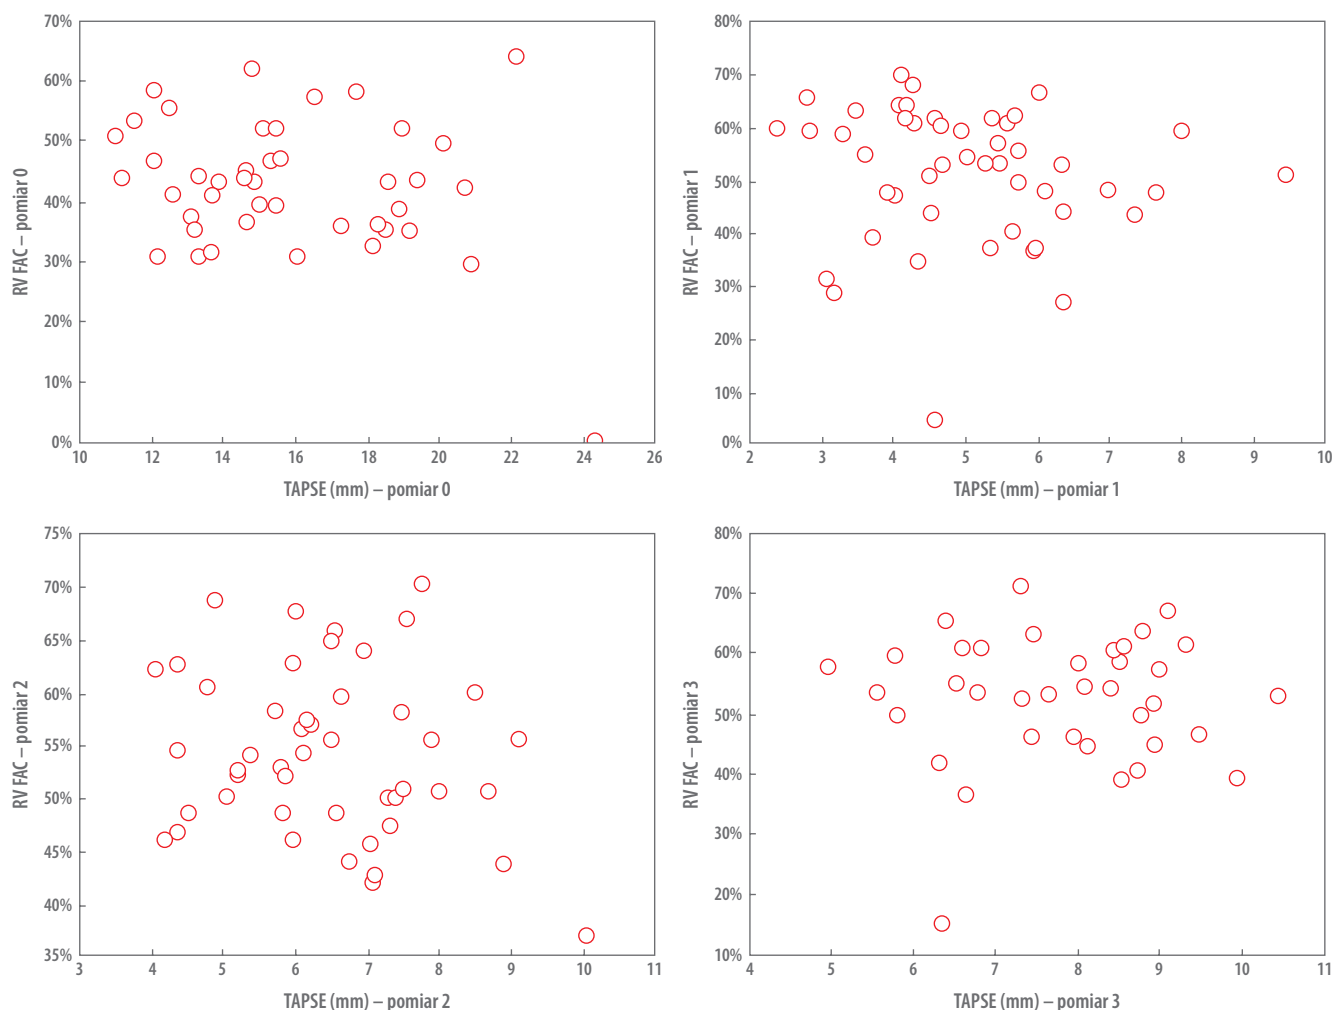 70%
60%
50%
40%
30%
20%
10%
0%
RV FAC – pomiar 0
10 12 14 16 18 20 22 24 26
TAPSE (mm) – pomiar 0
80%
70%
60%
50%
40%
30%
20%
10%
0%
RV FAC – pomiar 1
2 3 4 5 6 7 8 9 10
TAPSE (mm) – pomiar 1
75%
70%
65%
60%
55%
50%
45%
40%
35%
RV FAC – pomiar 2
3 4 5 6 7 8 9 10 11
TAPSE (mm) – pomiar 2
80%
70%
60%
50%
40%
30%
20%
10%
RV FAC – pomiar 3
4 5 6 7 8 9 10 11
TAPSE (mm) – pomiar 3